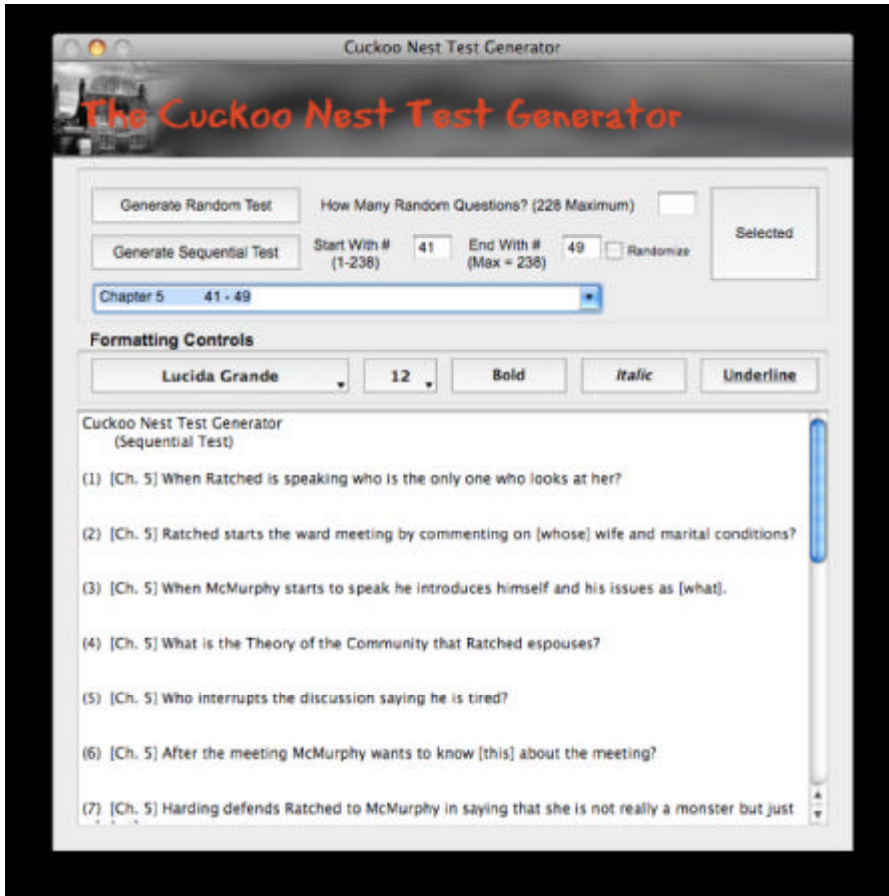 Cuckoo Nest Test Generator
The Cuckoo Nest Test Generator
Generate Random Test How Many Random Questions? (228 Maximum)
Selected
Generate Sequential Test Start With # 41 End With # 49 Randomize
(1-238) (Max = 238)
Chapter 5 41 - 49
Formatting Controls
Lucida Grande 12 Bold Italic Underline
Cuckoo Nest Test Generator
(Sequential Test)
(1) [Ch. 5] When Ratched is speaking who is the only one who looks at her?
(2) [Ch. 5] Ratched starts the ward meeting by commenting on [whose] wife and marital conditions?
(3) [Ch. 5] When McMurphy starts to speak he introduces himself and his issues as [what].
(4) [Ch. 5] What is the Theory of the Community that Ratched espouses?
(5) [Ch. 5] Who interrupts the discussion saying he is tired?
(6) [Ch. 5] After the meeting McMurphy wants to know [this] about the meeting?
(7) [Ch. 5] Harding defends Ratched to McMurphy in saying that she is not really a monster but just